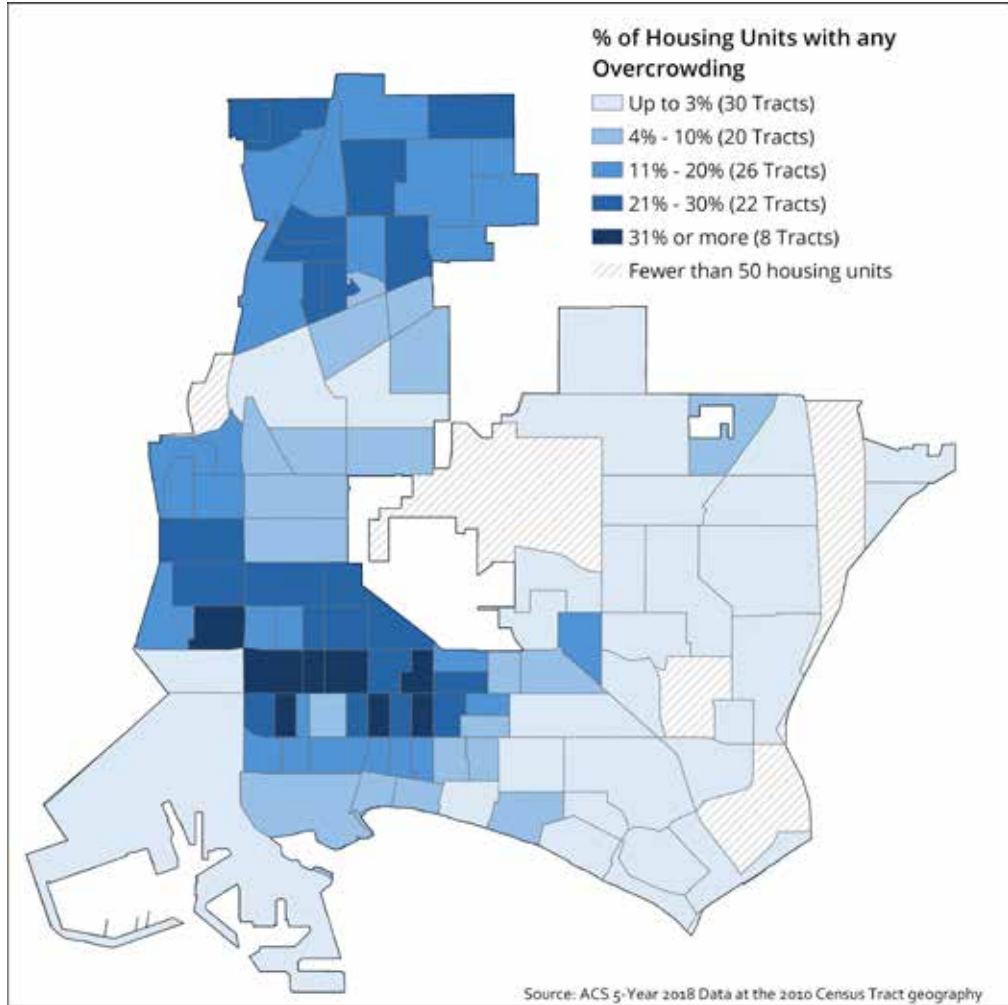 % of Housing Units with any
Overcrowding
Up to 3% (30 Tracts)
4% - 10% (20 Tracts)
11% - 20% (26 Tracts)
21% - 30% (22 Tracts)
31% or more (8 Tracts)
Fewer than 50 housing units
Source: ACS 5-Year 2018 Data at the 2010 Census Tract geography